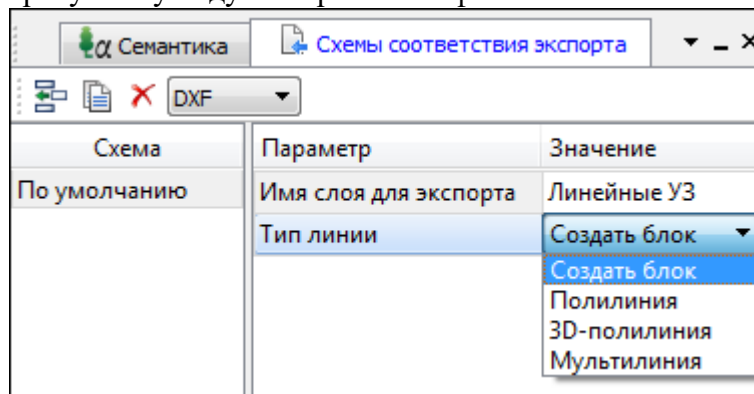 Семантика
Схемы соответствия экспорта
DXF
Схема Параметр Значение
По умолчанию Имя слоя для экспорта Линейные УЗ
Тип линии Создать блок
Создать блок
Полилиния
3D-полилиния
Мультилиния